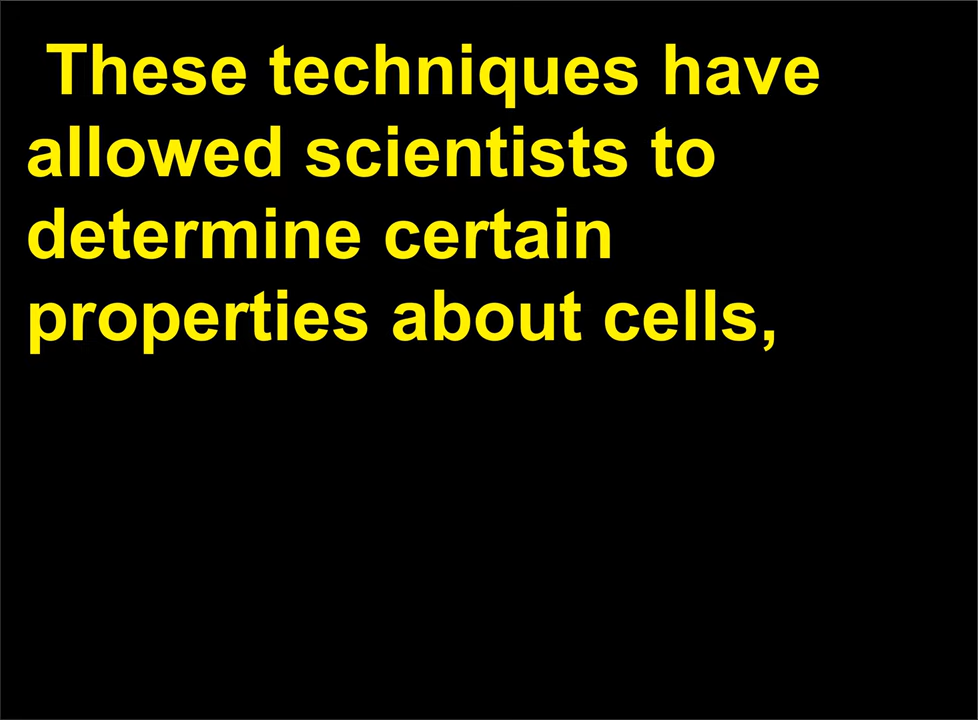 These techniques have
allowed scientists to
determine certain
properties about cells,